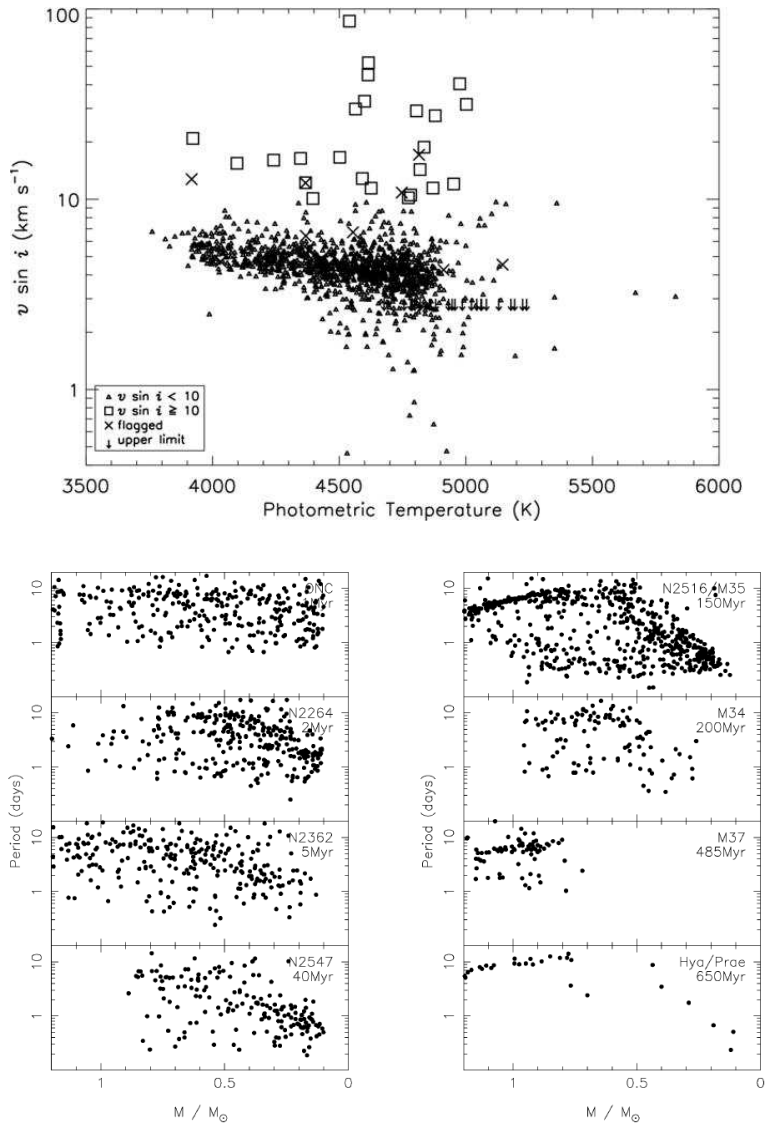 100
10
1
v sin i (km s⁻¹)
v sin i < 10
v sin i ≧ 10
flagged
upper limit
3500 4000 4500 5000 5500 6000
Photometric Temperature (K)
ONC
1Myr
N2264
2Myr
N2362
5Myr
N2547
40Myr
10
1
10
1
10
1
10
1
Period (days)
1 0.5 0
M / M☉
N2516/M35
150Myr
M34
200Myr
M37
485Myr
Hya/Prae
650Myr
10
1
10
1
10
1
10
1
Period (days)
1 0.5 0
M / M☉